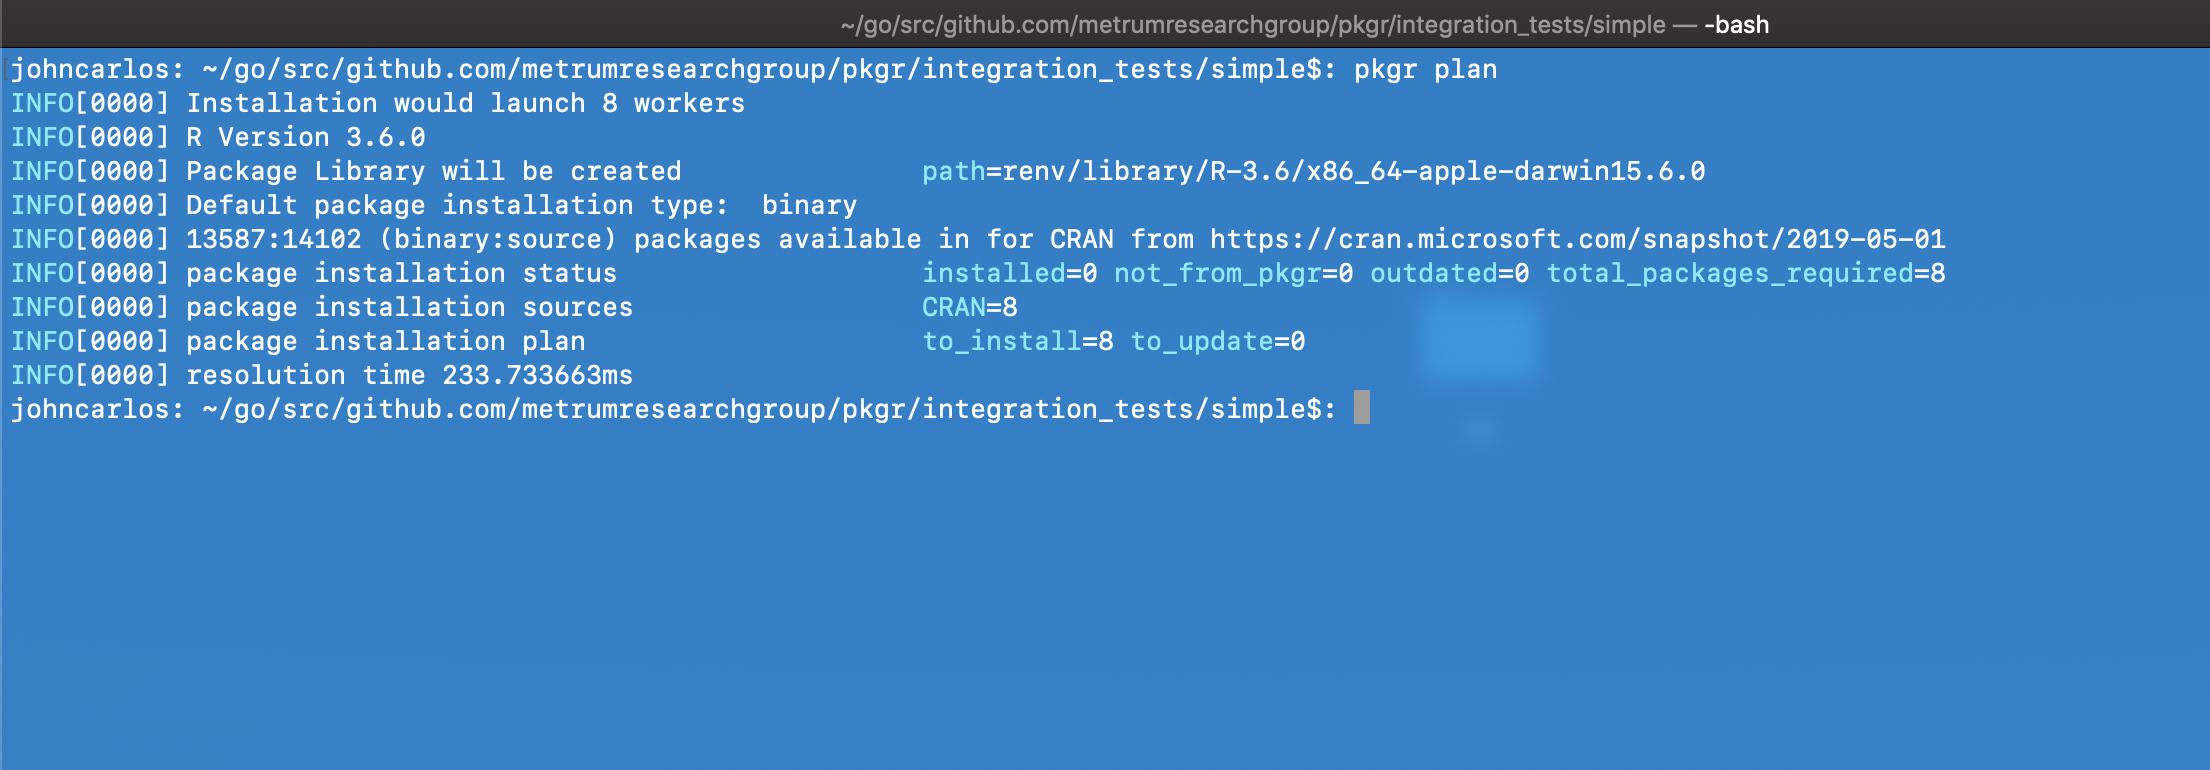 ~/go/src/github.com/metrumresearchgroup/pkgr/integration_tests/simple — -bash
[johncarlos: ~/go/src/github.com/metrumresearchgroup/pkgr/integration_tests/simple$: pkgr plan
INFO[0000] Installation would launch 8 workers
INFO[0000] R Version 3.6.0
INFO[0000] Package Library will be created path=renv/library/R-3.6/x86_64-apple-darwin15.6.0
INFO[0000] Default package installation type:  binary
INFO[0000] 13587:14102 (binary:source) packages available in for CRAN from https://cran.microsoft.com/snapshot/2019-05-01
INFO[0000] package installation status installed=0 not_from_pkgr=0 outdated=0 total_packages_required=8
INFO[0000] package installation sources CRAN=8
INFO[0000] package installation plan to_install=8 to_update=0
INFO[0000] resolution time 233.733663ms
johncarlos: ~/go/src/github.com/metrumresearchgroup/pkgr/integration_tests/simple$: